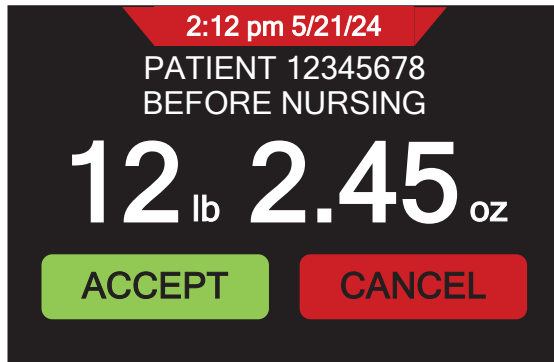 2:12 pm 5/21/24
PATIENT 12345678
BEFORE NURSING
12 lb 2.45 oz
ACCEPT CANCEL